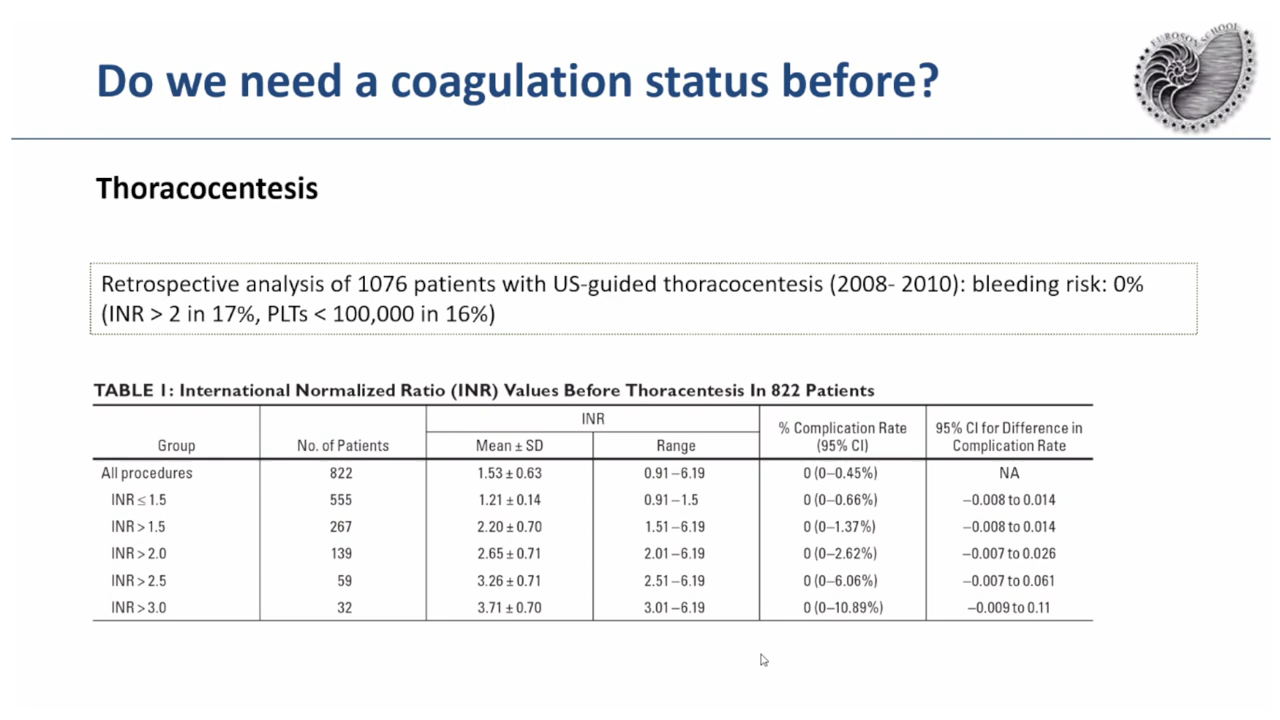 EUROSON SCHOOL
Do we need a coagulation status before?
Thoracocentesis
Retrospective analysis of 1076 patients with US-guided thoracocentesis (2008- 2010): bleeding risk: 0%
(INR > 2 in 17%, PLTs < 100,000 in 16%)
TABLE 1: International Normalized Ratio (INR) Values Before Thoracentesis In 822 Patients
Group No. of Patients INR % Complication Rate (95% CI) 95% CI for Difference in Complication Rate
Mean ± SD Range
All procedures 822 1.53 ± 0.63 0.91–6.19 0 (0–0.45%) NA
INR ≤ 1.5 555 1.21 ± 0.14 0.91–1.5 0 (0–0.66%) –0.008 to 0.014
INR > 1.5 267 2.20 ± 0.70 1.51–6.19 0 (0–1.37%) –0.008 to 0.014
INR > 2.0 139 2.65 ± 0.71 2.01–6.19 0 (0–2.62%) –0.007 to 0.026
INR > 2.5 59 3.26 ± 0.71 2.51–6.19 0 (0–6.06%) –0.007 to 0.061
INR > 3.0 32 3.71 ± 0.70 3.01–6.19 0 (0–10.89%) –0.009 to 0.11